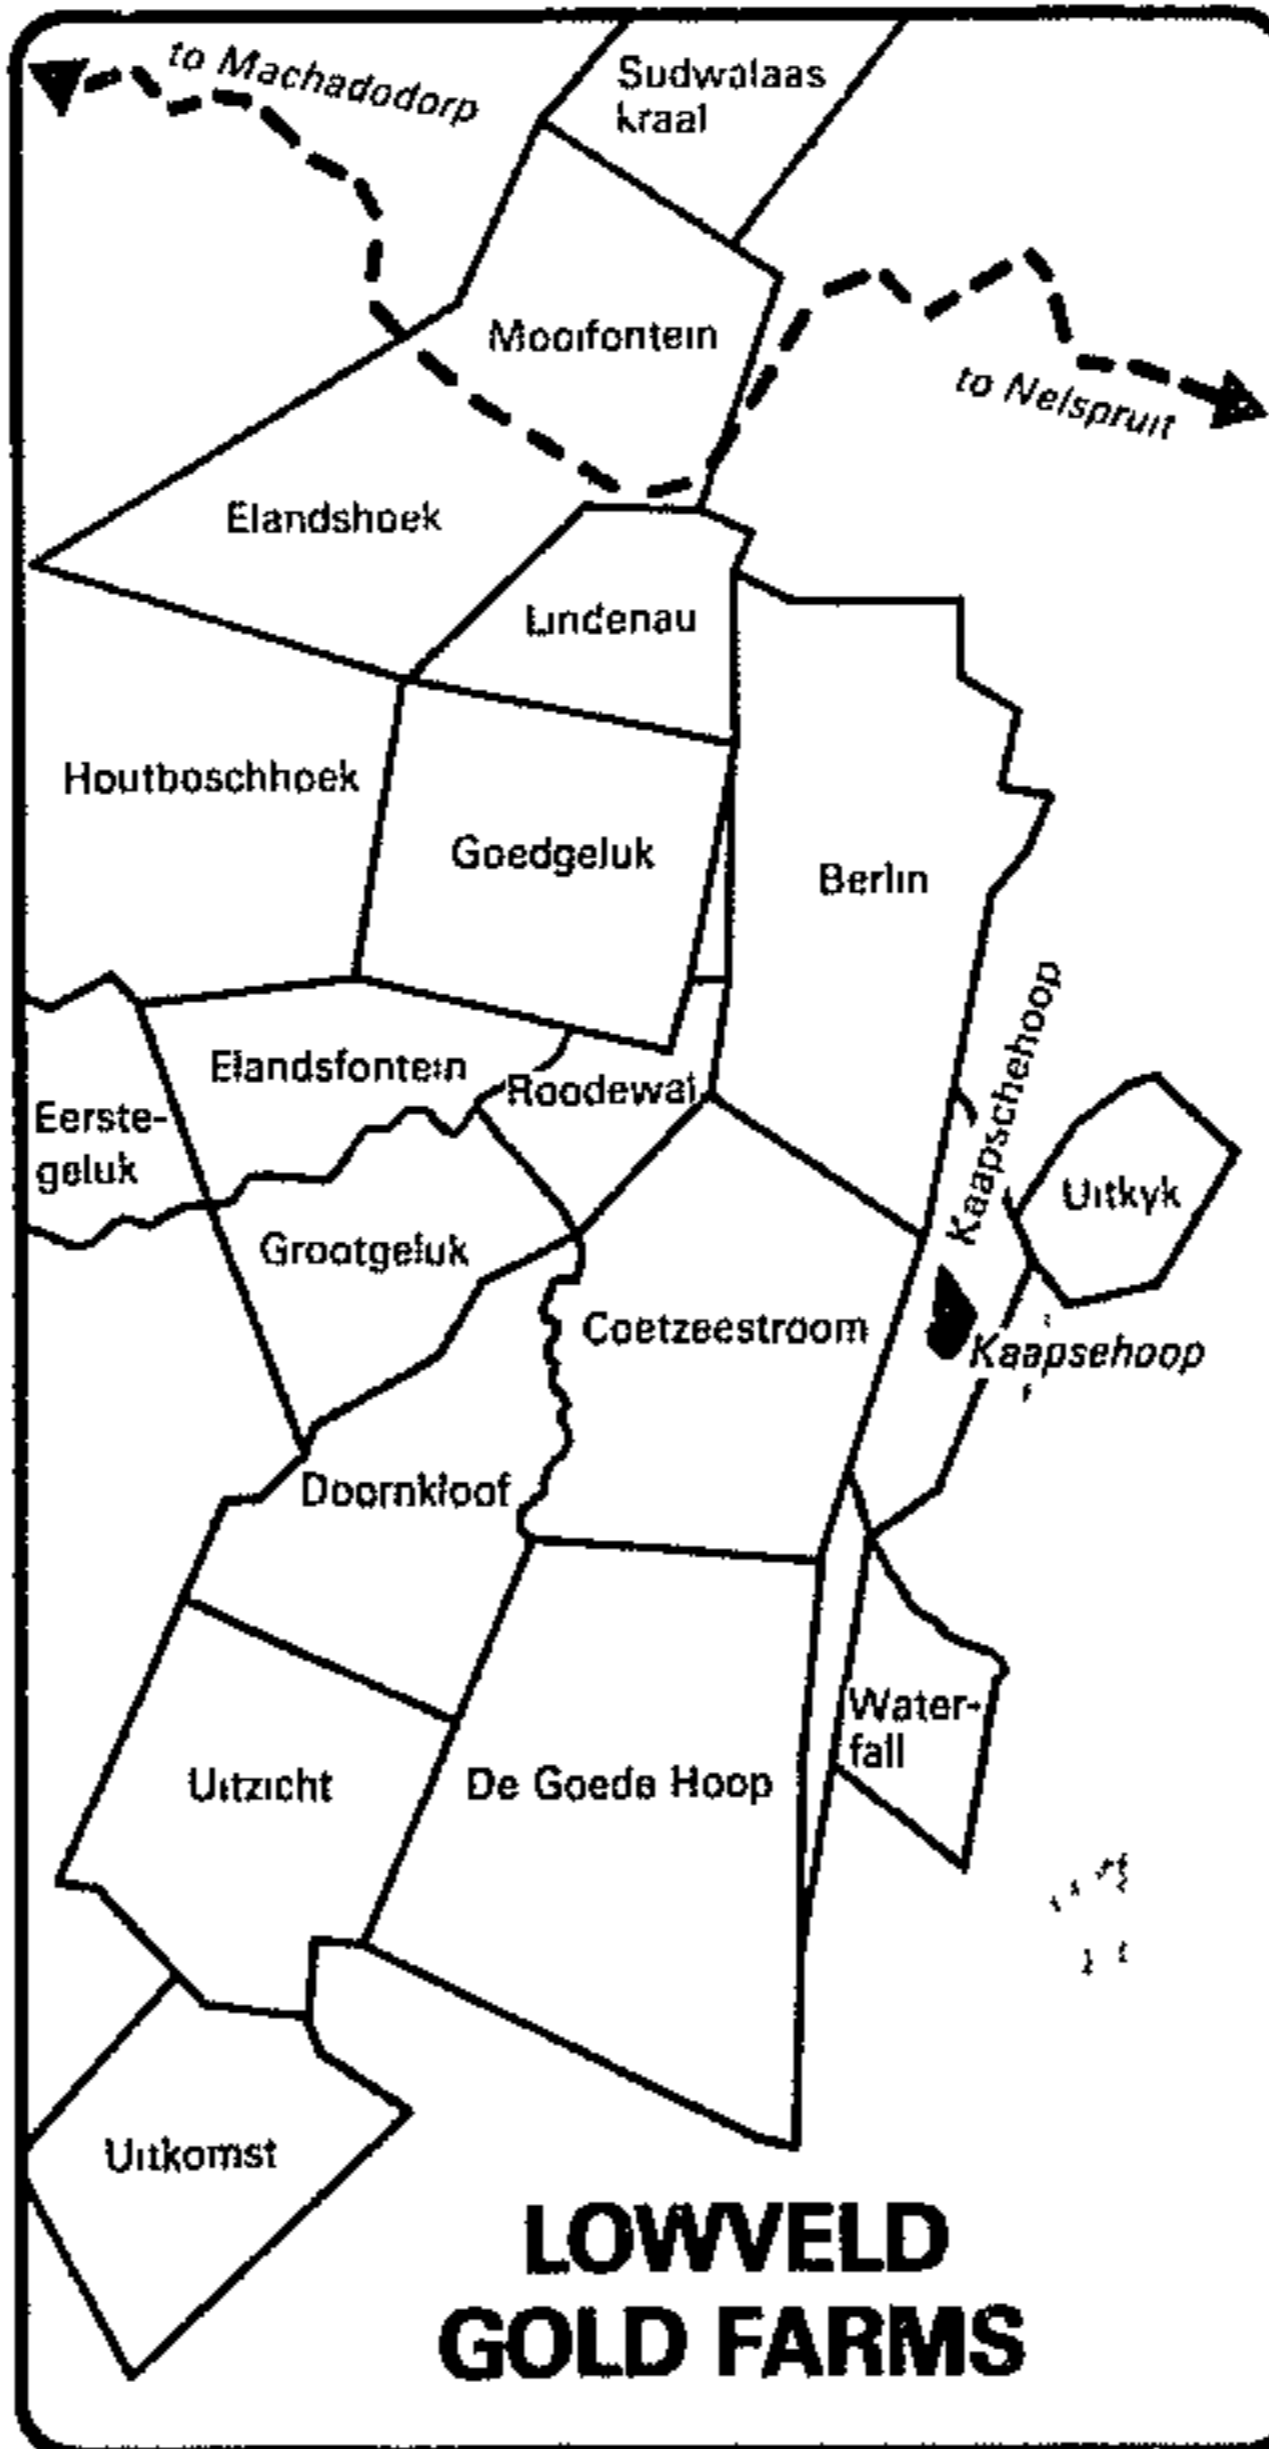 to Machadodorp
Sudwalaas
kraal
Mooifontein
to Nelspruit
Elandshoek
Lindenau
Houtboschhoek
Goedgeluk
Berlin
Kaapschehoop
Elandsfontein
Roodewal
Eerste-
geluk
Uitkyk
Grootgeluk
Coetzeestroom
Kaapsehoop
Doornkloof
Water-
fall
Uitzicht
De Goede Hoop
Uitkomst
LOWVELD
GOLD FARMS